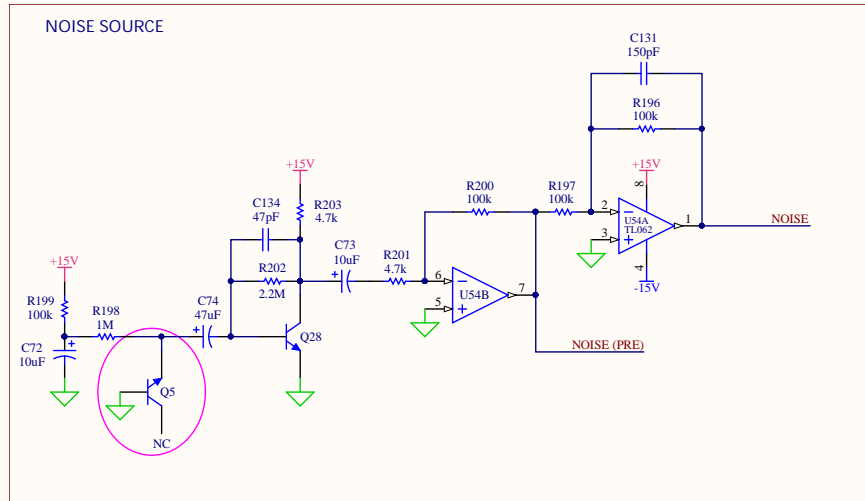 NOISE SOURCE
C131
150pF
R196
100k
+15V
+15V
R200
100k
R197
100k
8
C134
47pF
R203
4.7k
2
1
U54A
TL062
NOISE
3
C73
10uF
R201
4.7k
4
-15V
+15V
R202
2.2M
6
7
U54B
5
R199
100k
R198
1M
C74
47uF
Q28
C72
10uF
NOISE (PRE)
Q5
NC